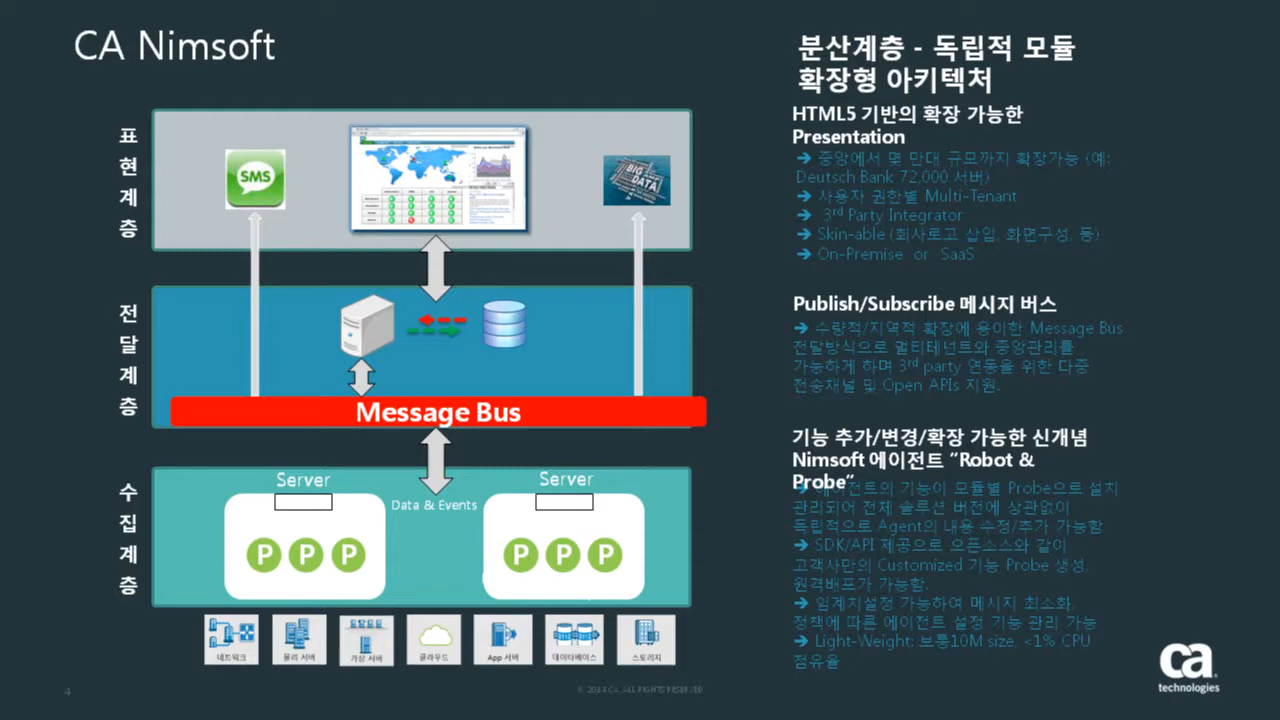 CA Nimsoft
분산계층 - 독립적 모듈
확장형 아키텍처
표
현
계
층
SMS
BIG
DATA
HTML5 기반의 확장 가능한
Presentation
➔ 중앙에서 몇 만대 규모까지 확장가능 (예:
Deutsch Bank 72,000 서버)
➔ 사용자 권한별 Multi-Tenant
➔ 3rd Party Integrator
➔ Skin-able (회사로고 삽입, 화면구성, 등)
➔ On-Premise or SaaS
전
달
계
층
Message Bus
Publish/Subscribe 메시지 버스
➔ 수량적/지역적 확장에 용이한 Message Bus
전달방식으로 멀티테넌트와 중앙관리를
가능하게 하며 3rd party 연동을 위한 다중
전송채널 및 Open APIs 지원.
수
집
계
층
Server
Server
Data & Events
P P P
P P P
기능 추가/변경/확장 가능한 신개념
Nimsoft 에이전트 "Robot &
Probe"
➔ 에이전트의 기능이 모듈별 Probe으로 설치
관리되어 전체 솔루션 버전에 상관없이
독립적으로 Agent의 내용 수정/추가 가능함
➔ SDK/API 제공으로 오픈소스와 같이
고객사만의 Customized 기능 Probe 생성,
원격배포가 가능함.
➔ 임계치설정 가능하여 메시지 최소화,
정책에 따른 에이전트 설정 기능 관리 가능
➔ Light-Weight: 보통10M size, <1% CPU
점유율
네트워크
물리 서버
가상 서버
클라우드
App 서버
데이타베이스
스토리지
4
© 2014 CA. ALL RIGHTS RESERVED.
ca
technologies